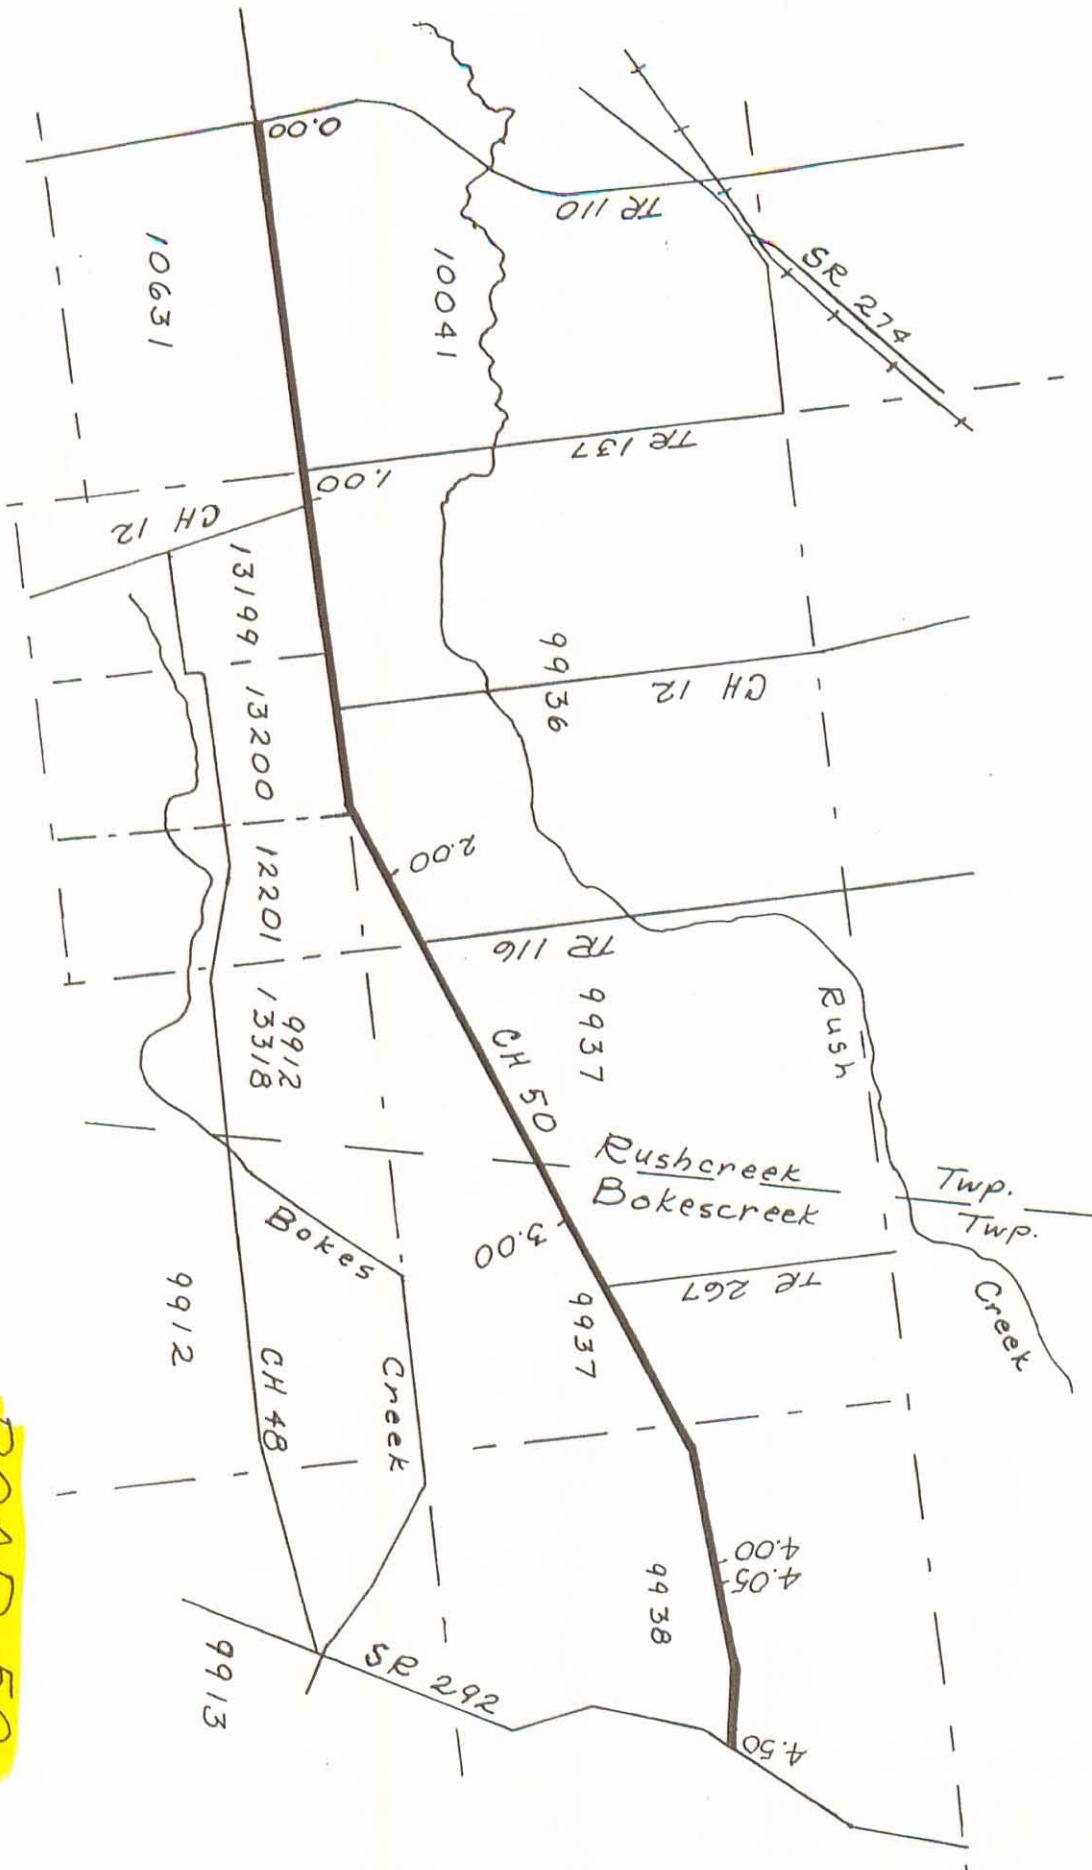 0.00
10631
10041
TR 110
SR 274
1.00
TR 137
CH 12
13199
9936
CH 12
13200
2.00
12201
TR 116
9937
Rush
9912
13318
CH 50
Rushcreek
Bokescreek
Twp.
Twp.
3.00
TR 267
Creek
Bokes
9912
9937
CH 48
Creek
4.00
4.05
9938
SR 292
9913
4.50